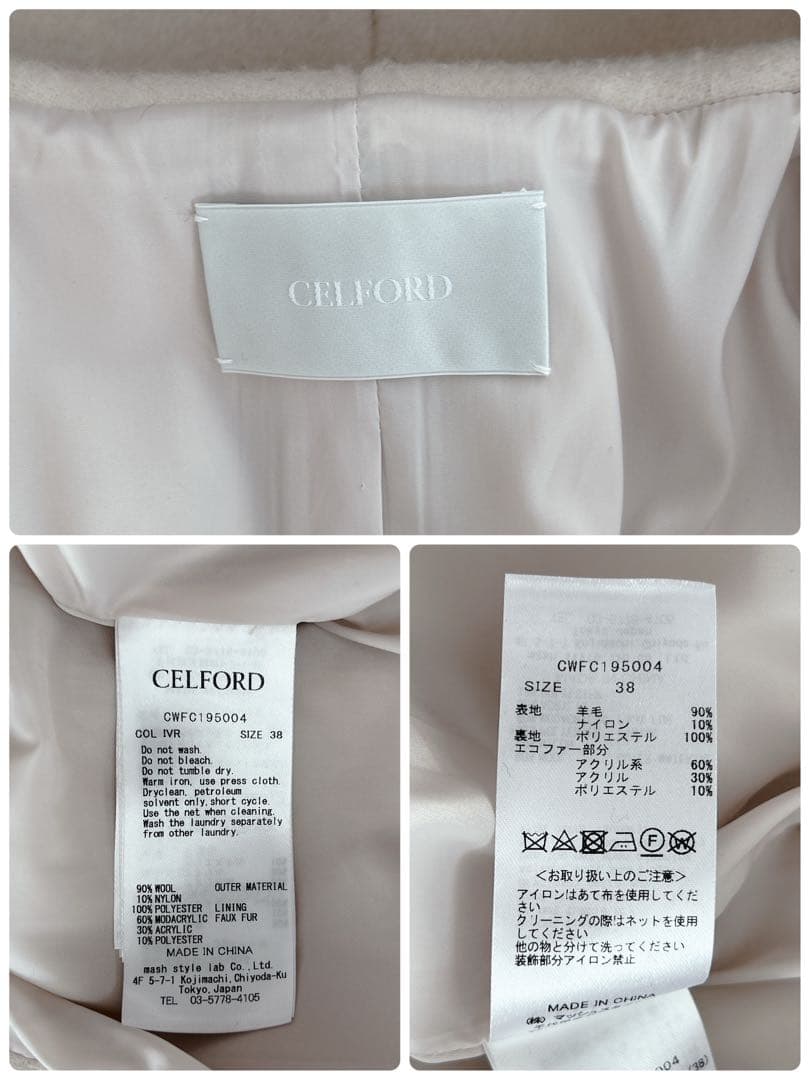 CELFORD
CELFORD
CWFC195004
COL IVR SIZE 38
Do not wash.
Do not bleach.
Do not tumble dry.
Warm iron, use press cloth.
Dryclean, petroleum
solvent only,short cycle.
Use the net when cleaning.
Wash the laundry separately
from other laundry.
90% WOOL OUTER MATERIAL
10% NYLON
100% POLYESTER LINING
60% MODACRYLIC FAUX FUR
30% ACRYLIC
10% POLYESTER
MADE IN CHINA
mash style lab Co., Ltd.
4F 5-7-1 Kojimachi,Chiyoda-Ku
Tokyo,Japan
TEL 03-5778-4105
CWFC195004
SIZE 38
表地 羊毛 90%
ナイロン 10%
裏地 ポリエステル 100%
エコファー部分
アクリル系 60%
アクリル 30%
ポリエステル 10%
<お取り扱い上のご注意>
アイロンはあて布を使用してくだ
さい
クリーニングの際はネットを使用
してください
他の物と分けて洗ってください
装飾部分アイロン禁止
MADE IN CHINA
(株)マッシュ
95004
(38)